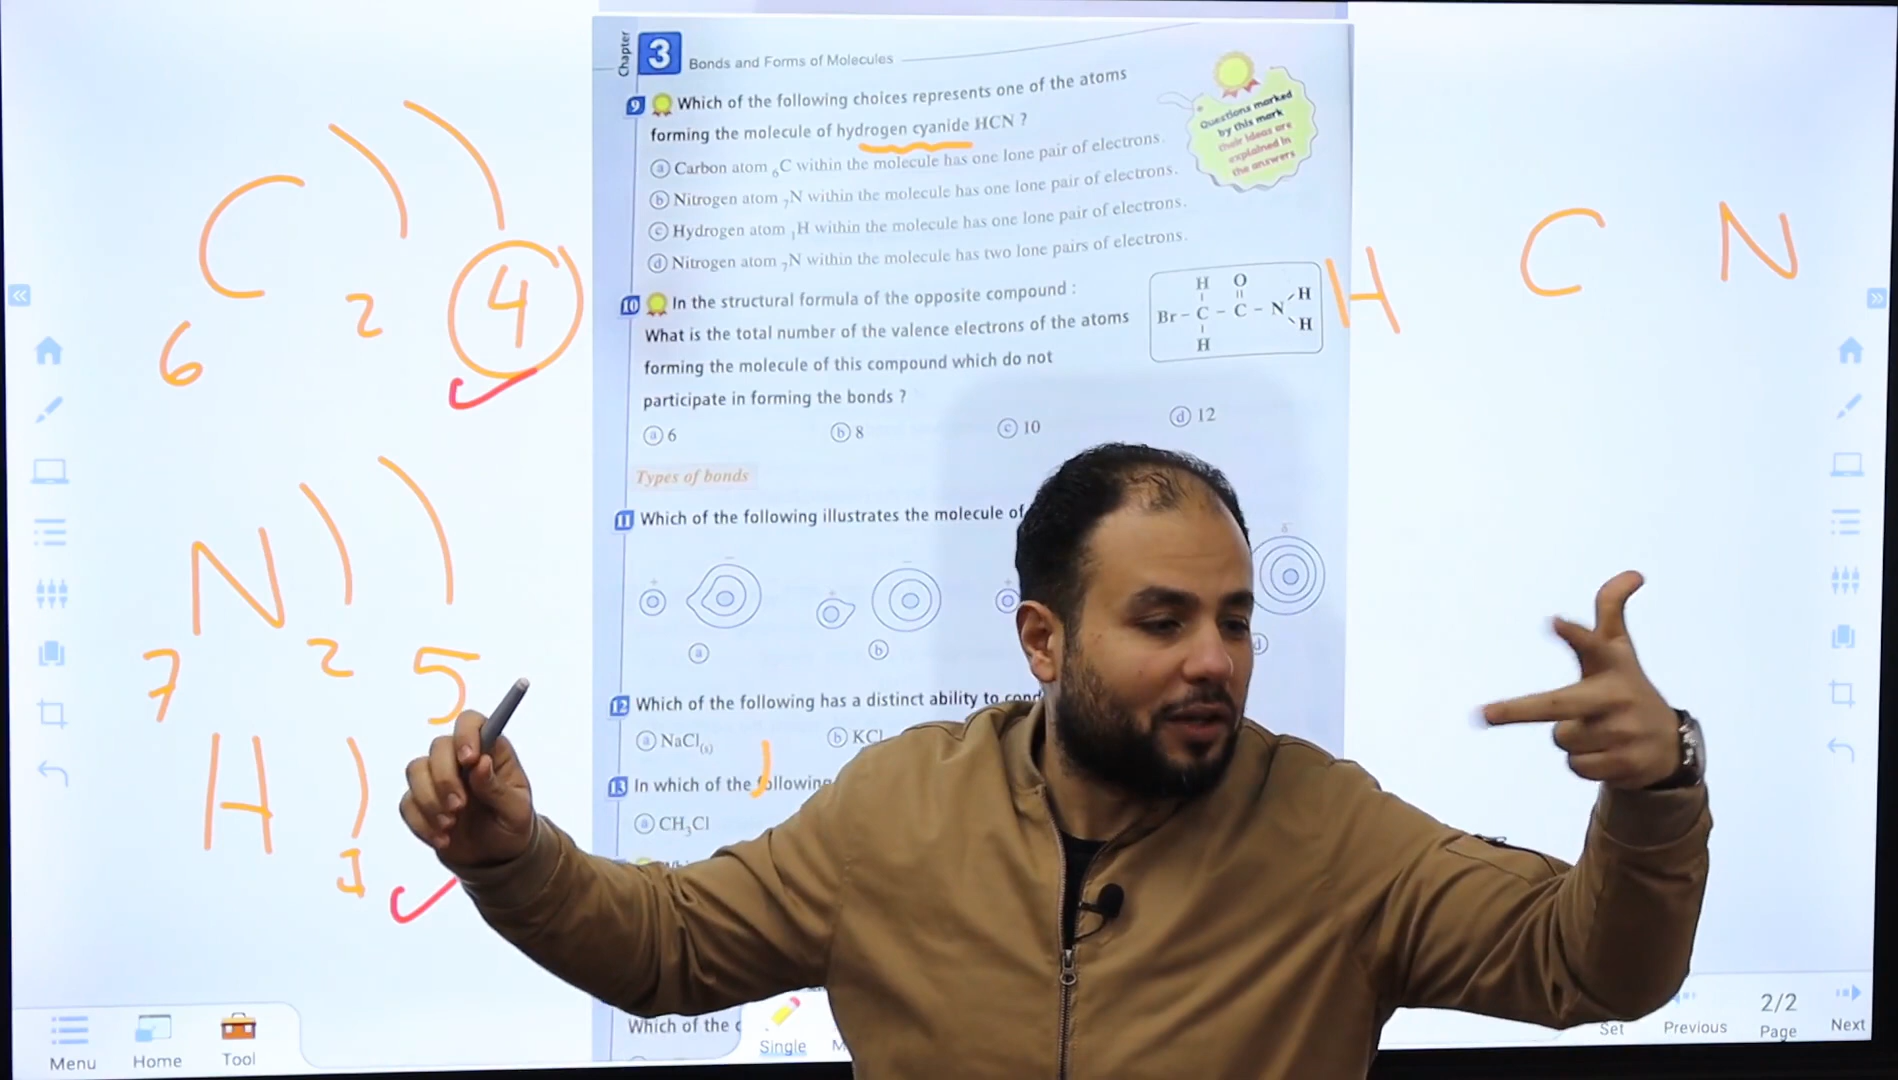 Chapter 3 Bonds and Forms of Molecules
9 Which of the following choices represents one of the atoms
forming the molecule of hydrogen cyanide HCN ?
a Carbon atom ₆C within the molecule has one lone pair of electrons.
b Nitrogen atom ₇N within the molecule has one lone pair of electrons.
c Hydrogen atom ₁H within the molecule has one lone pair of electrons.
d Nitrogen atom ₇N within the molecule has two lone pairs of electrons.
Questions marked
by this mark
their ideas are
explained in
the answers
10 In the structural formula of the opposite compound :
What is the total number of the valence electrons of the atoms
forming the molecule of this compound which do not
participate in forming the bonds ?
H O
Br – C – C – N H
H
H
a 6 b 8 c 10 d 12
Types of bonds
11 Which of the following illustrates the molecule of
+ − + − + δ⁻
a b d
12 Which of the following has a distinct ability to cond
a NaCl(s) b KCl
13 In which of the following
a CH₃Cl
Which of the
C
6 2 4
N
7 2 5
H
1
H C N
Menu Home Tool
Single
Set Previous 2/2 Page Next